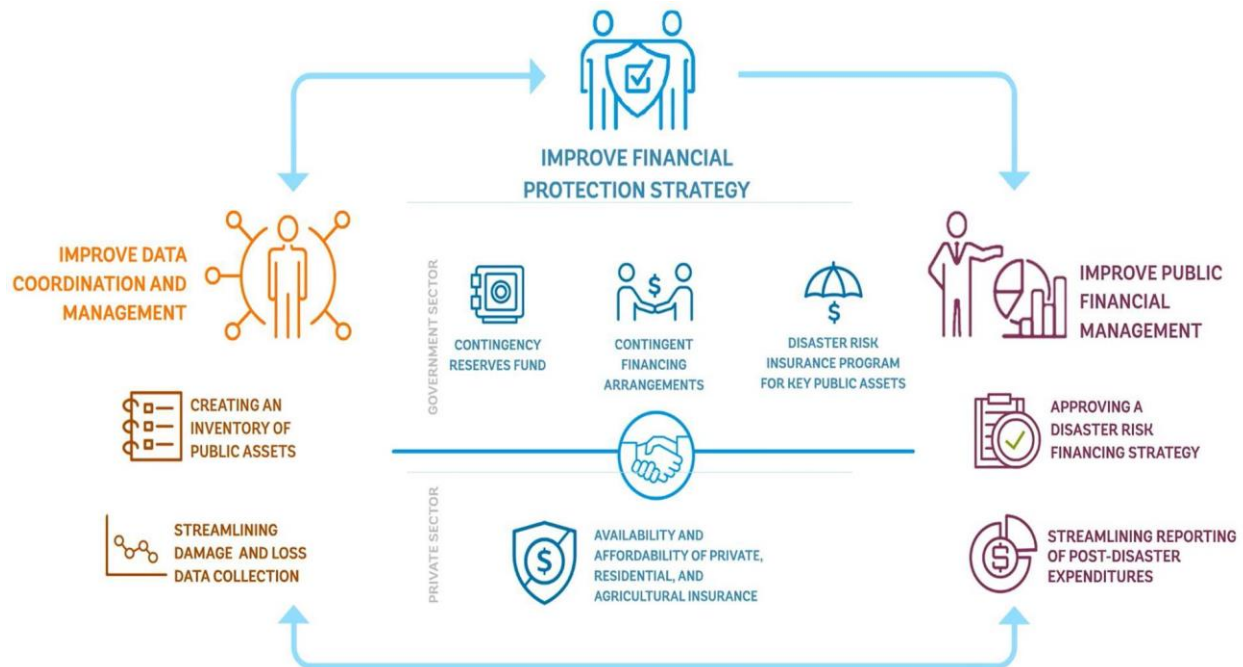 IMPROVE FINANCIAL
PROTECTION STRATEGY
IMPROVE DATA
COORDINATION AND
MANAGEMENT
CREATING AN
INVENTORY OF
PUBLIC ASSETS
STREAMLINING
DAMAGE AND LOSS
DATA COLLECTION
GOVERNMENT SECTOR
$
CONTINGENCY
RESERVES FUND
CONTINGENT
FINANCING
ARRANGEMENTS
$
DISASTER RISK
INSURANCE PROGRAM
FOR KEY PUBLIC ASSETS
PRIVATE SECTOR
$
AVAILABILITY AND
AFFORDABILITY OF PRIVATE,
RESIDENTIAL, AND
AGRICULTURAL INSURANCE
IMPROVE PUBLIC
FINANCIAL
MANAGEMENT
APPROVING A
DISASTER RISK
FINANCING STRATEGY
$
STREAMLINING REPORTING
OF POST-DISASTER
EXPENDITURES